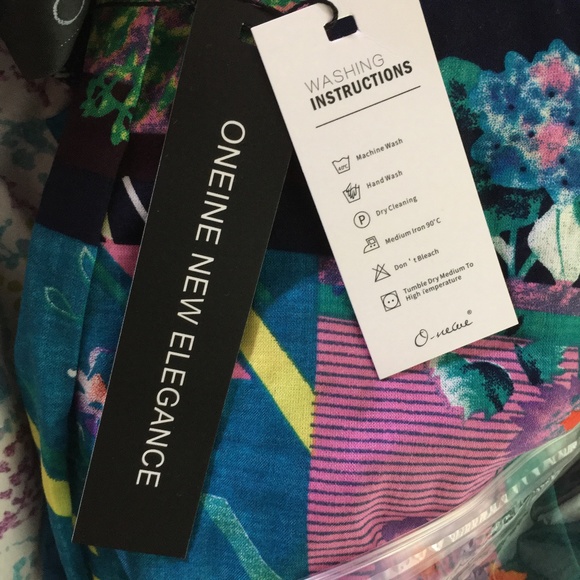 ONEINE NEW ELEGANCE
WASHING
INSTRUCTIONS
40℃ Machine Wash
Hand Wash
P Dry Cleaning
Medium Iron 90℃
Don't Bleach
Tumble Dry Medium To
High Temperature
O-neine ®